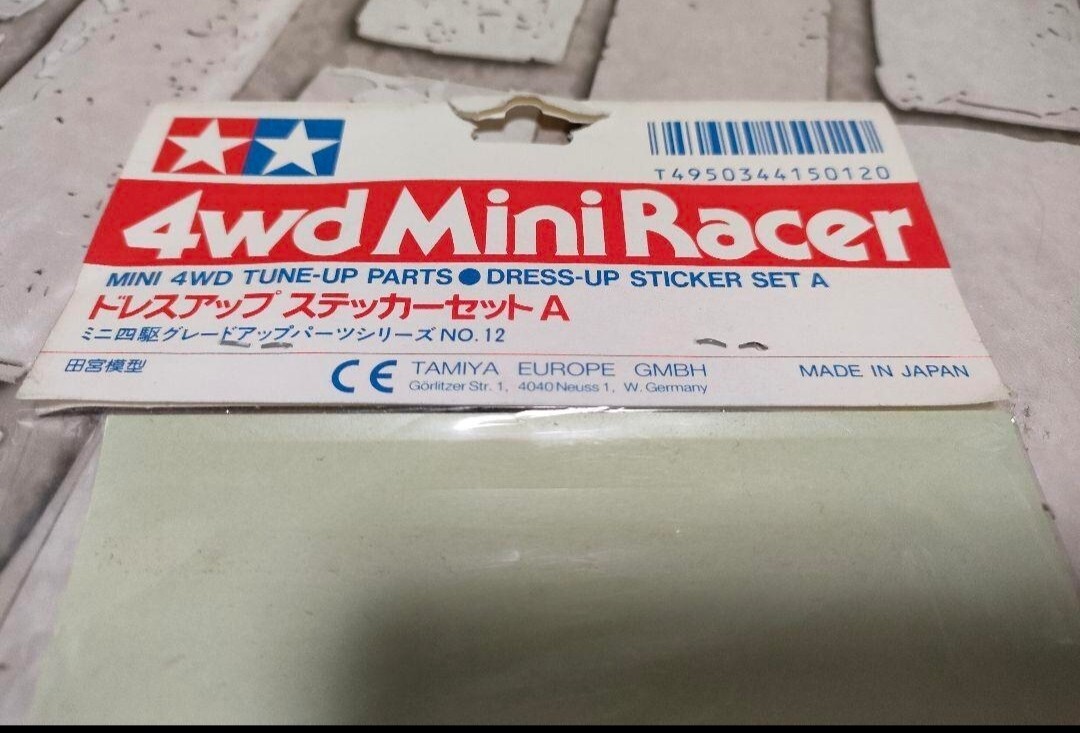 T4950344150120
4wd Mini Racer
MINI 4WD TUNE-UP PARTS ● DRESS-UP STICKER SET A
ドレスアップ ステッカーセット A
ミニ四駆グレードアップパーツシリーズ NO. 12
田宮模型
CE TAMIYA EUROPE GMBH
Görlitzer Str. 1, 4040 Neuss 1, W. Germany
MADE IN JAPAN